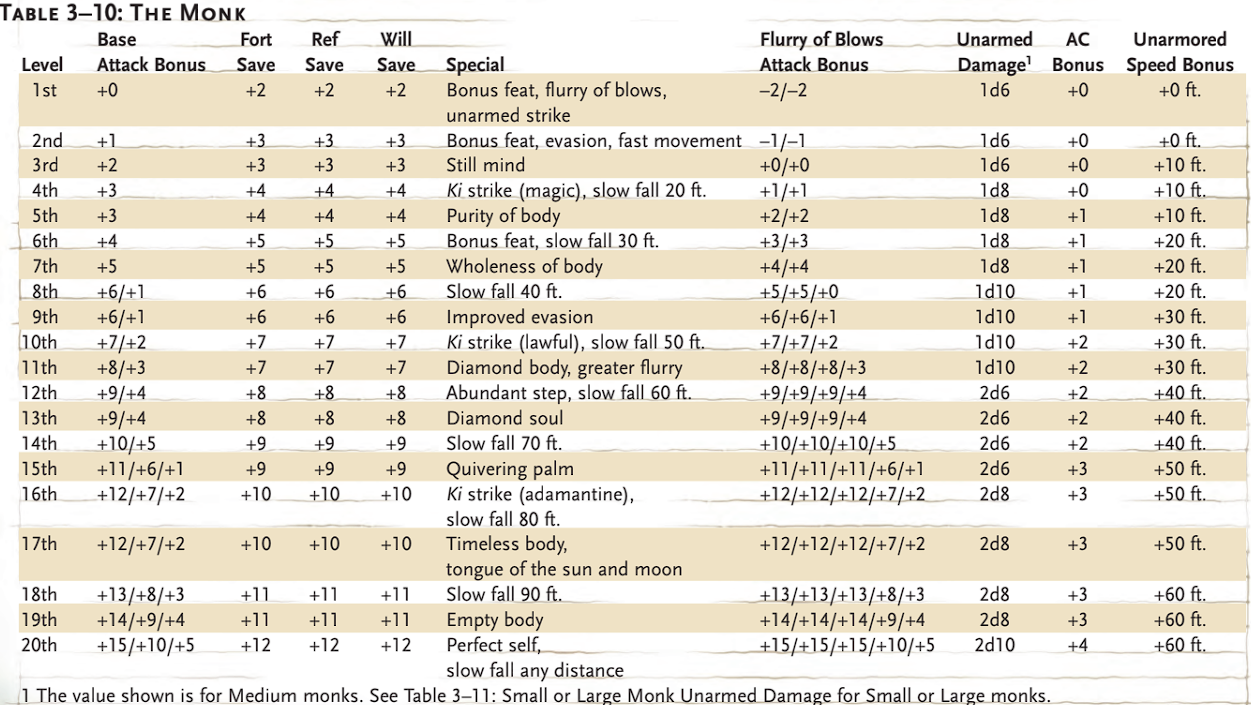 TABLE 3–10: THE MONK
Base Fort Ref Will Flurry of Blows Unarmed AC Unarmored
Level Attack Bonus Save Save Save Special Attack Bonus Damage1 Bonus Speed Bonus
1st +0 +2 +2 +2 Bonus feat, flurry of blows, –2/–2 1d6 +0 +0 ft.
unarmed strike
2nd +1 +3 +3 +3 Bonus feat, evasion, fast movement –1/–1 1d6 +0 +0 ft.
3rd +2 +3 +3 +3 Still mind +0/+0 1d6 +0 +10 ft.
4th +3 +4 +4 +4 Ki strike (magic), slow fall 20 ft. +1/+1 1d8 +0 +10 ft.
5th +3 +4 +4 +4 Purity of body +2/+2 1d8 +1 +10 ft.
6th +4 +5 +5 +5 Bonus feat, slow fall 30 ft. +3/+3 1d8 +1 +20 ft.
7th +5 +5 +5 +5 Wholeness of body +4/+4 1d8 +1 +20 ft.
8th +6/+1 +6 +6 +6 Slow fall 40 ft. +5/+5/+0 1d10 +1 +20 ft.
9th +6/+1 +6 +6 +6 Improved evasion +6/+6/+1 1d10 +1 +30 ft.
10th +7/+2 +7 +7 +7 Ki strike (lawful), slow fall 50 ft. +7/+7/+2 1d10 +2 +30 ft.
11th +8/+3 +7 +7 +7 Diamond body, greater flurry +8/+8/+8/+3 1d10 +2 +30 ft.
12th +9/+4 +8 +8 +8 Abundant step, slow fall 60 ft. +9/+9/+9/+4 2d6 +2 +40 ft.
13th +9/+4 +8 +8 +8 Diamond soul +9/+9/+9/+4 2d6 +2 +40 ft.
14th +10/+5 +9 +9 +9 Slow fall 70 ft. +10/+10/+10/+5 2d6 +2 +40 ft.
15th +11/+6/+1 +9 +9 +9 Quivering palm +11/+11/+11/+6/+1 2d6 +3 +50 ft.
16th +12/+7/+2 +10 +10 +10 Ki strike (adamantine), +12/+12/+12/+7/+2 2d8 +3 +50 ft.
slow fall 80 ft.
17th +12/+7/+2 +10 +10 +10 Timeless body, +12/+12/+12/+7/+2 2d8 +3 +50 ft.
tongue of the sun and moon
18th +13/+8/+3 +11 +11 +11 Slow fall 90 ft. +13/+13/+13/+8/+3 2d8 +3 +60 ft.
19th +14/+9/+4 +11 +11 +11 Empty body +14/+14/+14/+9/+4 2d8 +3 +60 ft.
20th +15/+10/+5 +12 +12 +12 Perfect self, +15/+15/+15/+10/+5 2d10 +4 +60 ft.
slow fall any distance
1 The value shown is for Medium monks. See Table 3–11: Small or Large Monk Unarmed Damage for Small or Large monks.